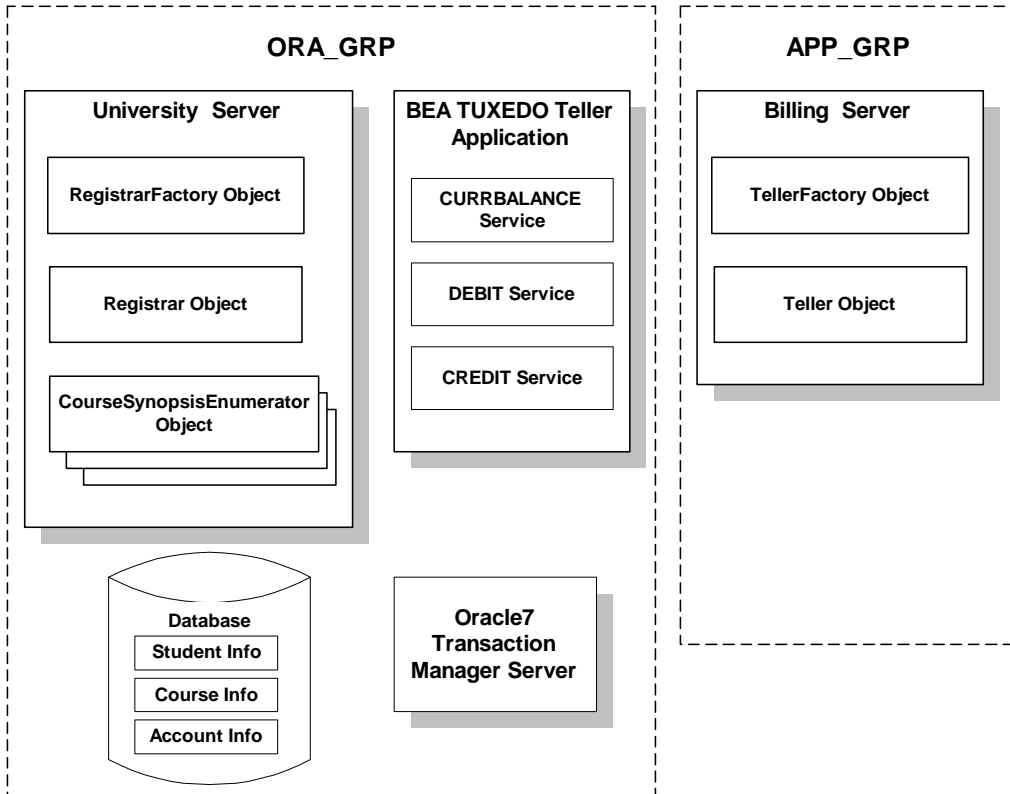 ORA_GRP
University Server
RegistrarFactory Object
Registrar Object
CourseSynopsisEnumerator
Object
BEA TUXEDO Teller
Application
CURRBALANCE
Service
DEBIT Service
CREDIT Service
Database
Student Info
Course Info
Account Info
Oracle7
Transaction
Manager Server
APP_GRP
Billing Server
TellerFactory Object
Teller Object